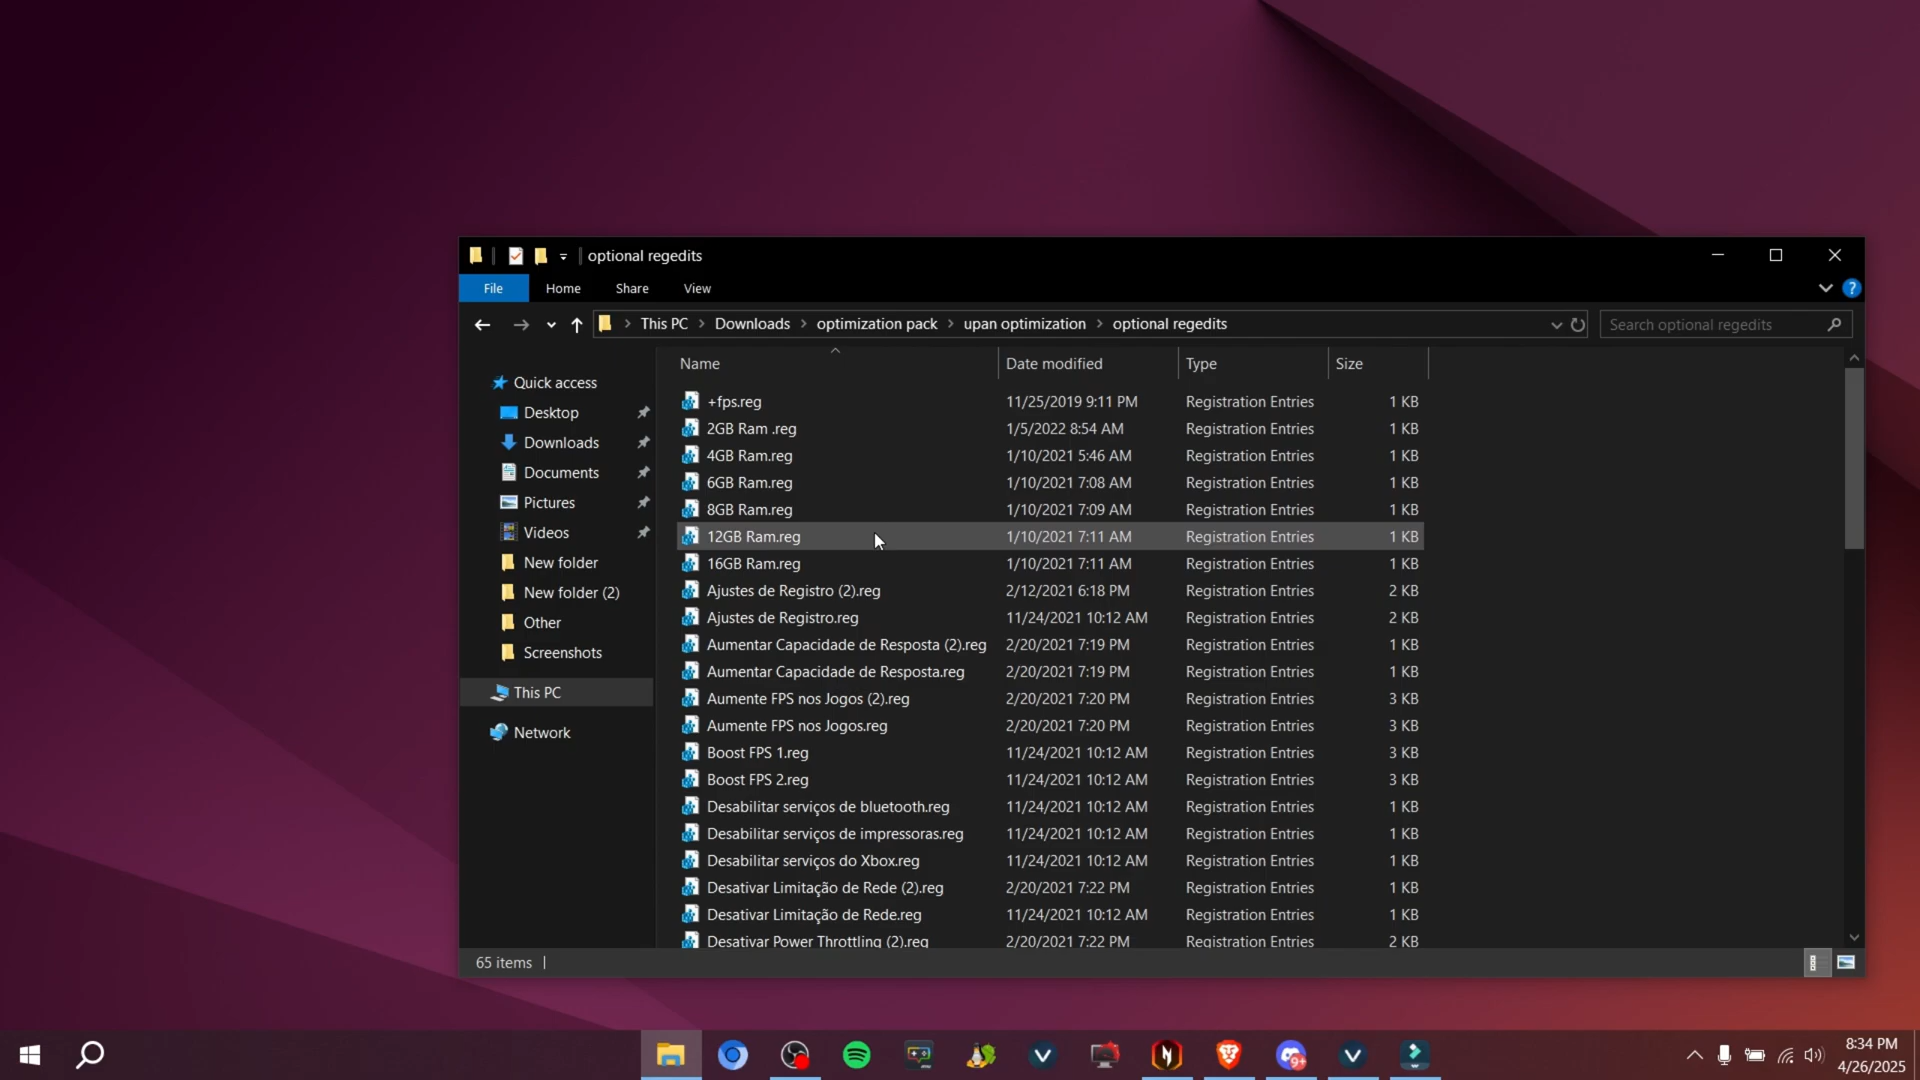 optional regedits
File Home Share View
This PC Downloads optimization pack upan optimization optional regedits
Search optional regedits
Name Date modified Type Size
Quick access
Desktop
Downloads
Documents
Pictures
Videos
New folder
New folder (2)
Other
Screenshots
This PC
Network
+fps.reg 11/25/2019 9:11 PM Registration Entries 1 KB
2GB Ram .reg 1/5/2022 8:54 AM Registration Entries 1 KB
4GB Ram.reg 1/10/2021 5:46 AM Registration Entries 1 KB
6GB Ram.reg 1/10/2021 7:08 AM Registration Entries 1 KB
8GB Ram.reg 1/10/2021 7:09 AM Registration Entries 1 KB
12GB Ram.reg 1/10/2021 7:11 AM Registration Entries 1 KB
16GB Ram.reg 1/10/2021 7:11 AM Registration Entries 1 KB
Ajustes de Registro (2).reg 2/12/2021 6:18 PM Registration Entries 2 KB
Ajustes de Registro.reg 11/24/2021 10:12 AM Registration Entries 2 KB
Aumentar Capacidade de Resposta (2).reg 2/20/2021 7:19 PM Registration Entries 1 KB
Aumentar Capacidade de Resposta.reg 2/20/2021 7:19 PM Registration Entries 1 KB
Aumente FPS nos Jogos (2).reg 2/20/2021 7:20 PM Registration Entries 3 KB
Aumente FPS nos Jogos.reg 2/20/2021 7:20 PM Registration Entries 3 KB
Boost FPS 1.reg 11/24/2021 10:12 AM Registration Entries 3 KB
Boost FPS 2.reg 11/24/2021 10:12 AM Registration Entries 3 KB
Desabilitar serviços de bluetooth.reg 11/24/2021 10:12 AM Registration Entries 1 KB
Desabilitar serviços de impressoras.reg 11/24/2021 10:12 AM Registration Entries 1 KB
Desabilitar serviços do Xbox.reg 11/24/2021 10:12 AM Registration Entries 1 KB
Desativar Limitação de Rede (2).reg 2/20/2021 7:22 PM Registration Entries 1 KB
Desativar Limitação de Rede.reg 11/24/2021 10:12 AM Registration Entries 1 KB
Desativar Power Throttling (2).reg 2/20/2021 7:22 PM Registration Entries 2 KB
65 items
9+
8:34 PM
4/26/2025